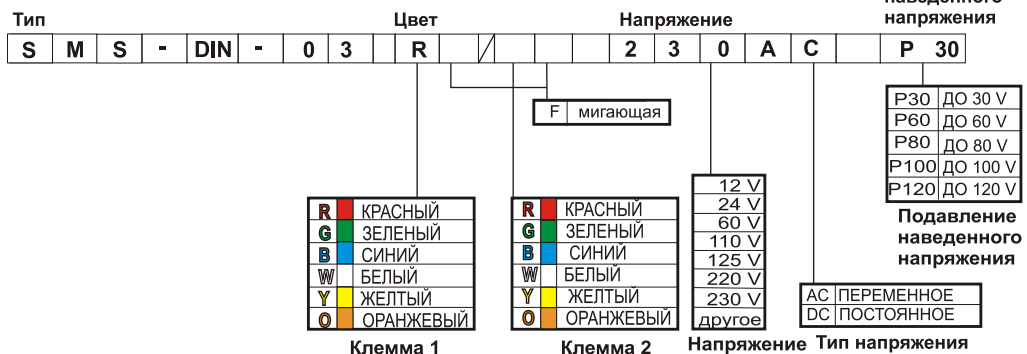 наведенного
Тип Цвет Напряжение напряжения
S M S - DIN - 0 3 R / 2 3 0 A C P 30
F мигающая
P30 ДО 30 V
P60 ДО 60 V
P80 ДО 80 V
P100 ДО 100 V
P120 ДО 120 V
Подавление
наведенного
напряжения
R КРАСНЫЙ
G ЗЕЛЕНЫЙ
B СИНИЙ
W БЕЛЫЙ
Y ЖЕЛТЫЙ
O ОРАНЖЕВЫЙ
Клемма 1
R КРАСНЫЙ
G ЗЕЛЕНЫЙ
B СИНИЙ
W БЕЛЫЙ
Y ЖЕЛТЫЙ
O ОРАНЖЕВЫЙ
Клемма 2
12 V
24 V
60 V
110 V
125 V
220 V
230 V
другое
Напряжение
AC ПЕРЕМЕННОЕ
DC ПОСТОЯННОЕ
Тип напряжения